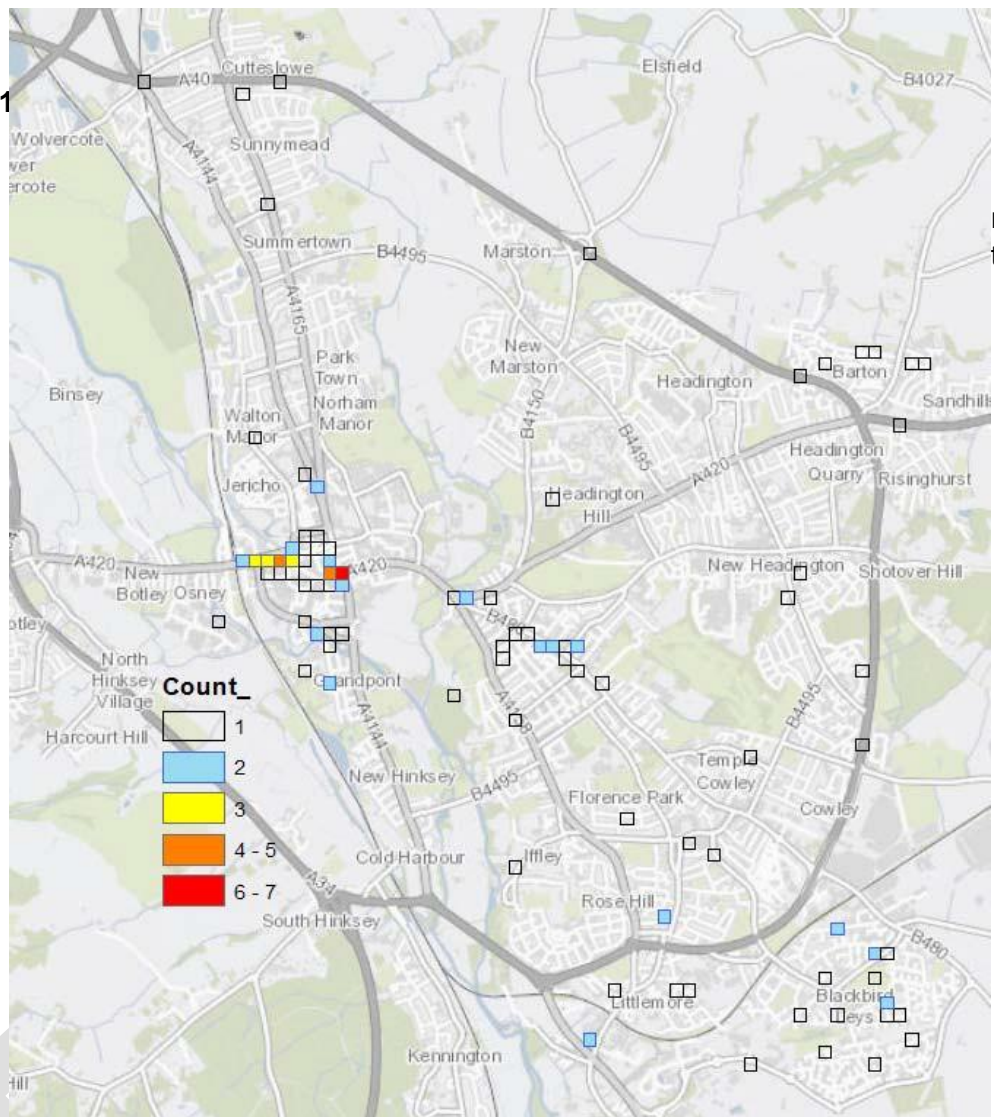 Elsfield
B4027
Cutteslowe
A40
1
Wolvercote
Sunnymead
A4144
Summertown
B4495
Marston
A4165
Park
Town
New
Marston
Headington
Barton
Binsey
Norham
Manor
B4150
Sandhills
Walton
Manor
B4495
A420
Headington
Quarry
Risinghurst
Jericho
Headington
Hill
A420
New
Botley
Osney
A420
New Headington
Shotover Hill
North
Hinksey
Village
Grandpont
Harcourt Hill
A4144
B4495
New Hinksey
Temple
Cowley
B4495
Florence Park
Cowley
Cold Harbour
Iffley
A34
South Hinksey
Rose Hill
B480
Littlemore
Blackbird
Leys
Kennington
Hill
Count_
1
2
3
4 - 5
6 - 7